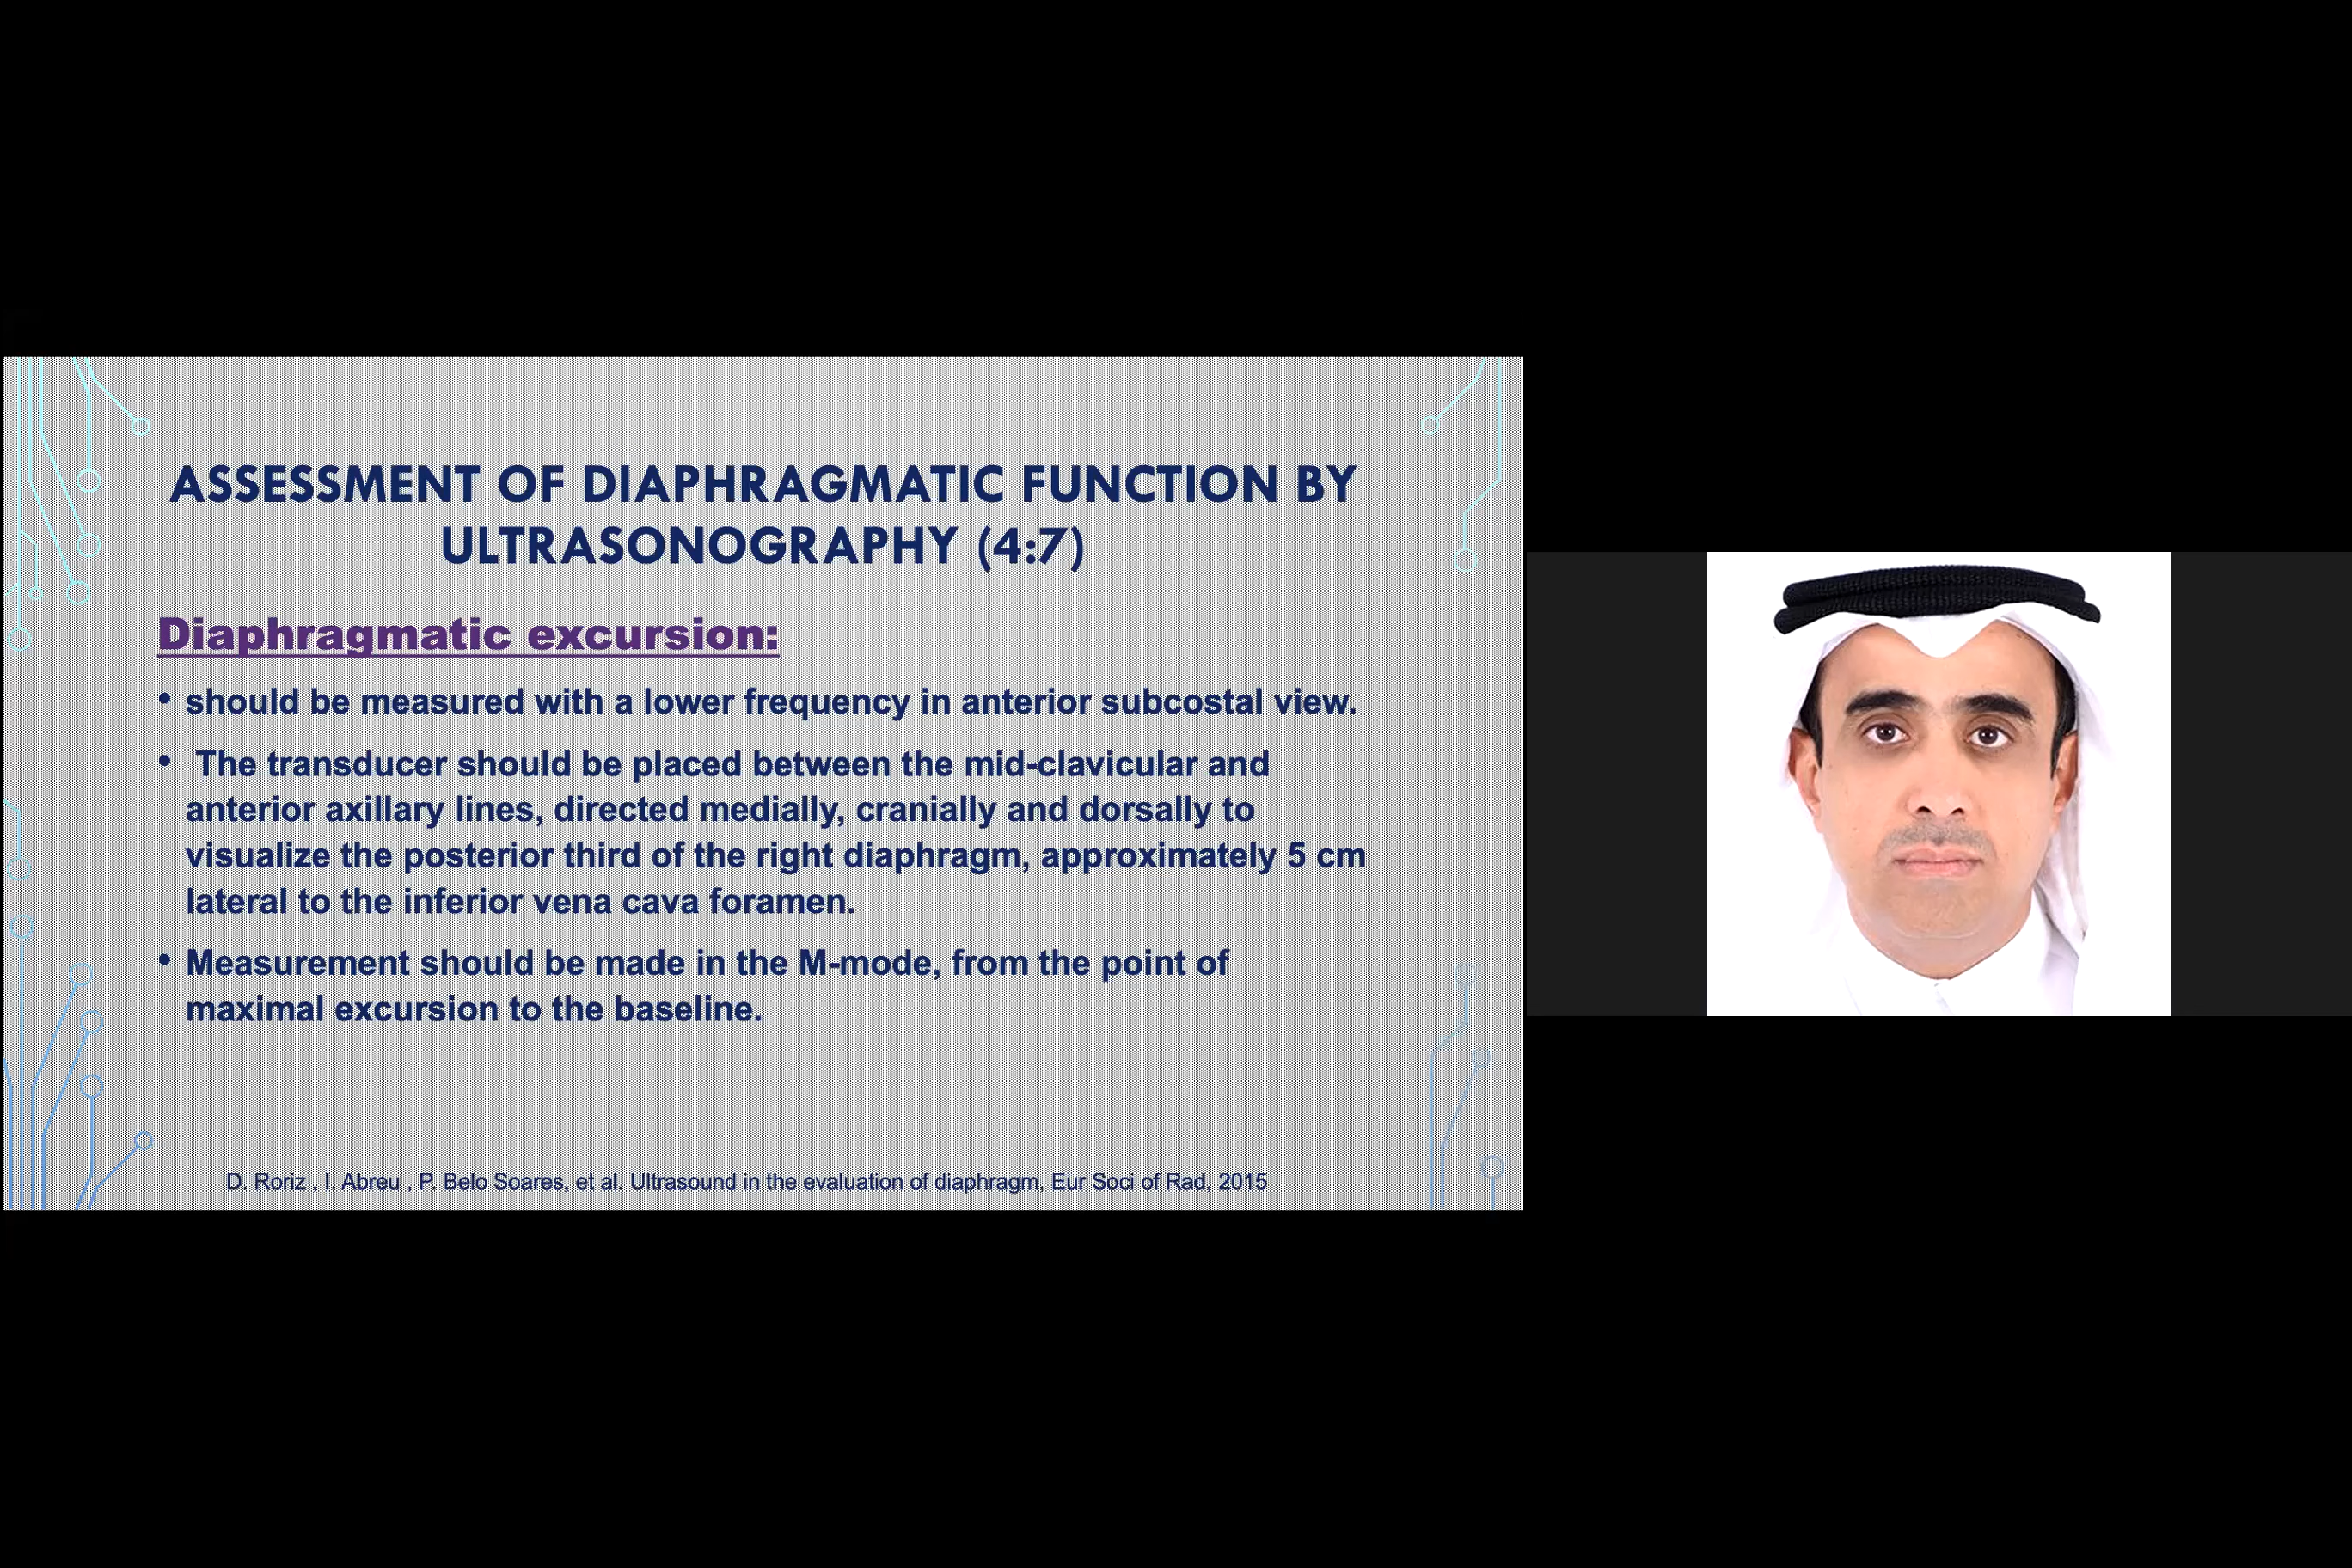 ASSESSMENT OF DIAPHRAGMATIC FUNCTION BY
ULTRASONOGRAPHY (4:7)
Diaphragmatic excursion:
• should be measured with a lower frequency in anterior subcostal view.
• The transducer should be placed between the mid-clavicular and
anterior axillary lines, directed medially, cranially and dorsally to
visualize the posterior third of the right diaphragm, approximately 5 cm
lateral to the inferior vena cava foramen.
• Measurement should be made in the M-mode, from the point of
maximal excursion to the baseline.
D. Roriz , I. Abreu , P. Belo Soares, et al. Ultrasound in the evaluation of diaphragm, Eur Soci of Rad, 2015